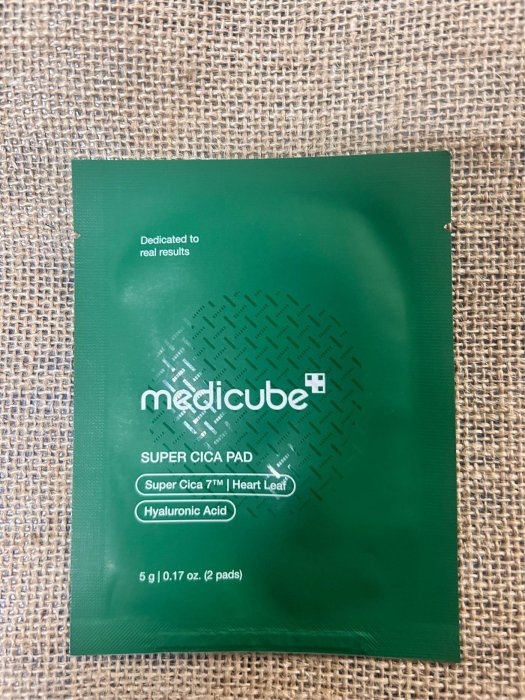 Dedicated to
real results
medicube
SUPER CICA PAD
Super Cica 7™ | Heart Leaf
Hyaluronic Acid
5 g | 0.17 oz. (2 pads)